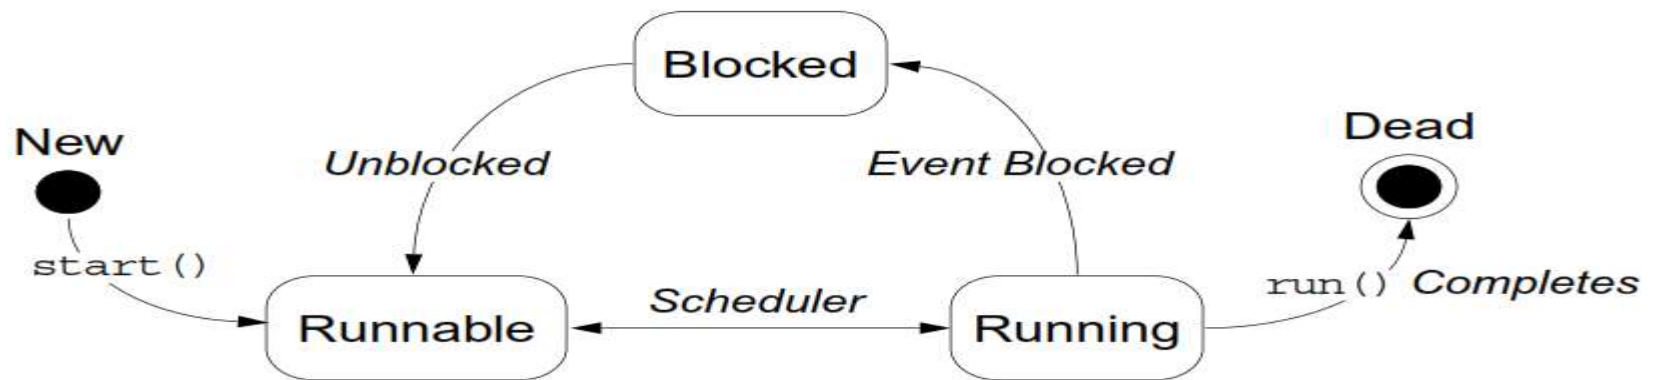 Blocked
New
Dead
Unblocked
Event Blocked
start()
run() Completes
Scheduler
Runnable
Running